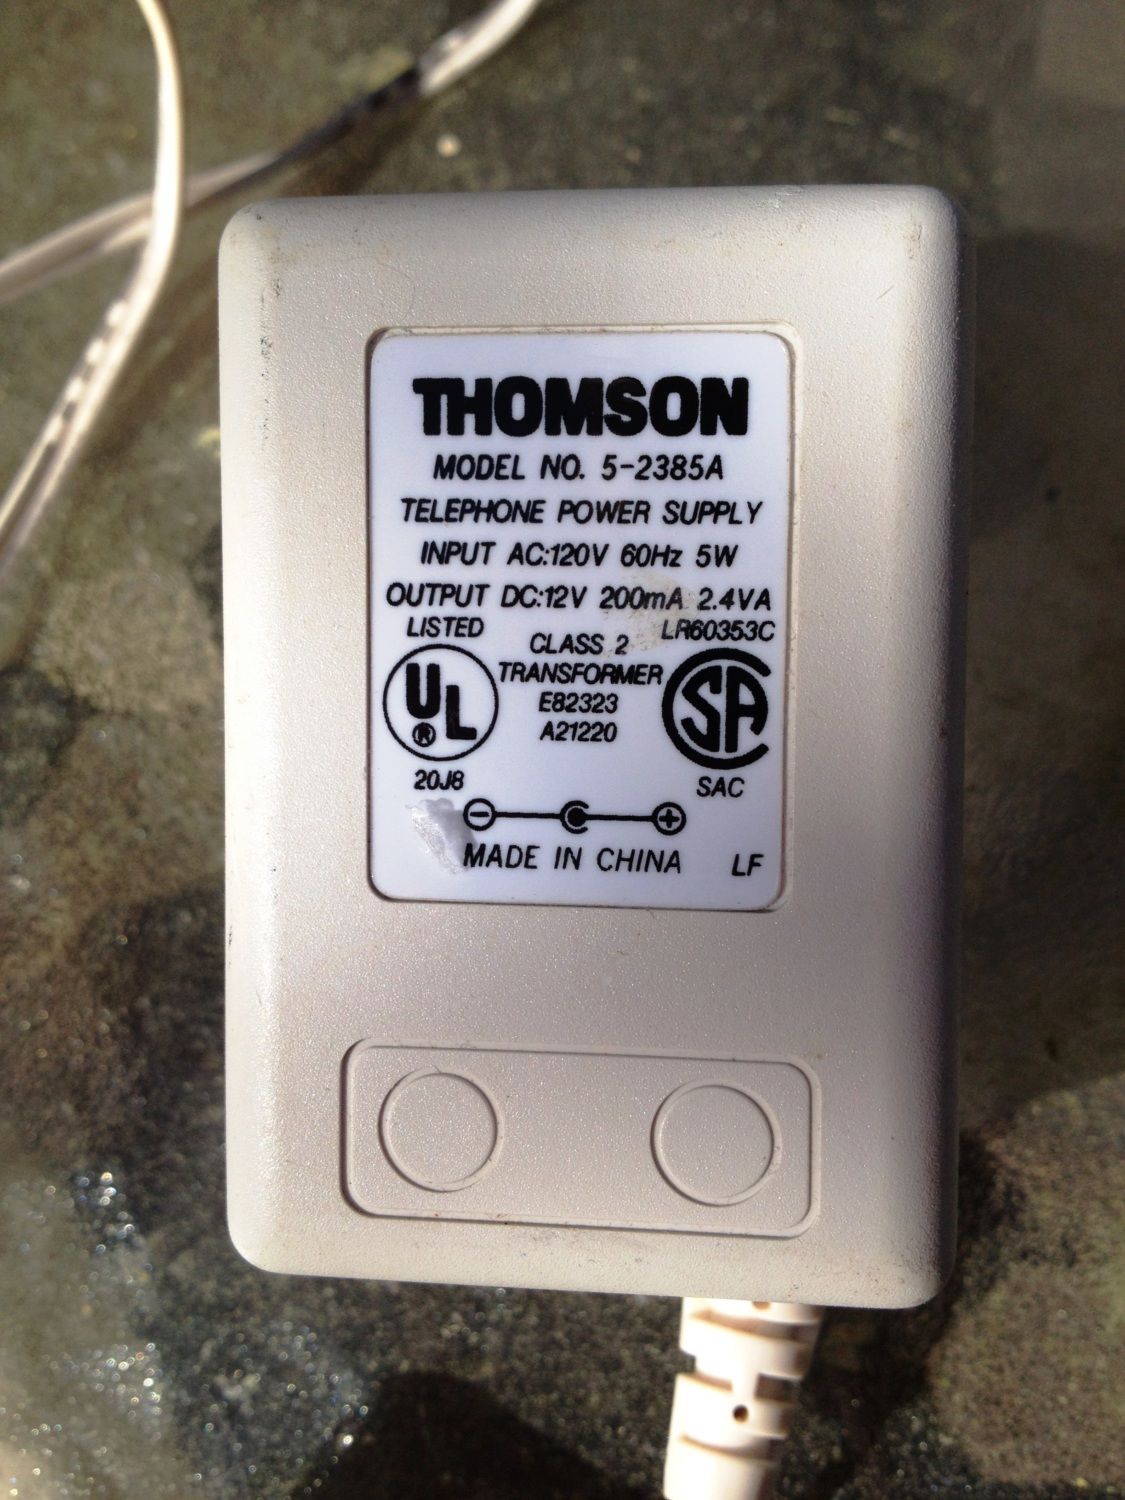 THOMSON
MODEL NO. 5-2385A
TELEPHONE POWER SUPPLY
INPUT AC:120V 60Hz 5W
OUTPUT DC:12V 200mA 2.4VA
LISTED
UL
®
20J8
CLASS 2
TRANSFORMER
E82323
A21220
LR60353C
SA
SAC
MADE IN CHINA
LF